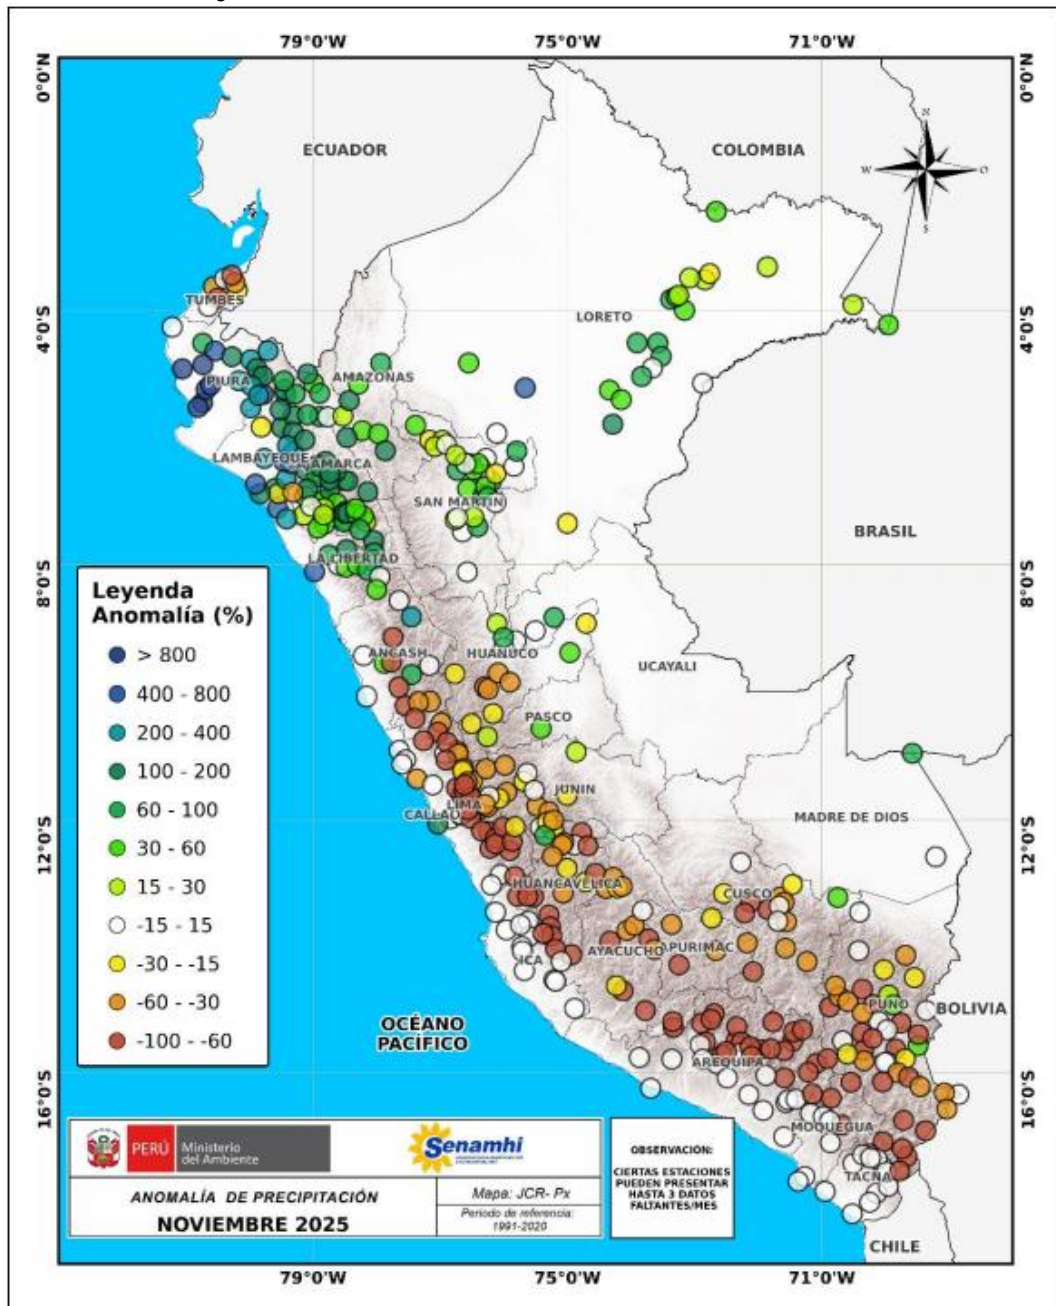 79°0'W 75°0'W 71°0'W
0°0'N 0°0'N
ECUADOR
COLOMBIA
N
W O
S
TUMBES
4°0'S 4°0'S
LORETO
PIURA
AMAZONAS
LAMBAYEQUE
AMARCA
SAN MARTIN
BRASIL
LA LIBERTAD
8°0'S 8°0'S
Leyenda
Anomalía (%)
> 800
400 - 800
200 - 400
100 - 200
60 - 100
30 - 60
15 - 30
-15 - 15
-30 - -15
-60 - -30
-100 - -60
ANCASH
HUANUCO
UCAYALI
PASCO
JUNIN
LIMA
CALLAO
MADRE DE DIOS
12°0'S 12°0'S
HUANCAVELICA
CUSCO
AYACUCHO
APURIMAC
ICA
PUNO
BOLIVIA
OCÉANO
PACÍFICO
AREQUIPA
16°0'S 16°0'S
MOQUEGUA
TACNA
CHILE
PERÚ
Ministerio
del Ambiente
Senamhi
ANOMALÍA DE PRECIPITACIÓN
NOVIEMBRE 2025
Mapa: JCR- Px
Periodo de referencia:
1991-2020
OBSERVACIÓN:
CIERTAS ESTACIONES
PUEDEN PRESENTAR
HASTA 3 DATOS
FALTANTES/MES
79°0'W 75°0'W 71°0'W